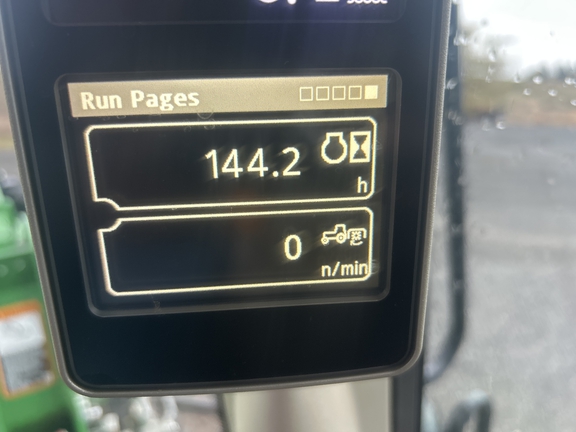 Run Pages
144.2
h
0
n/min